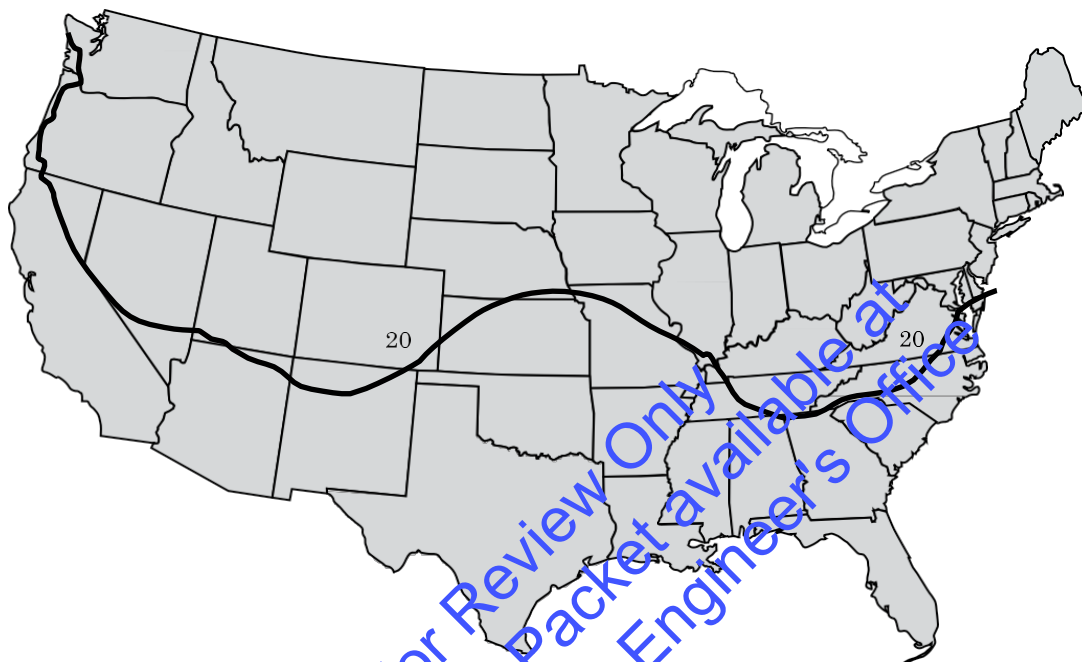 20
20
or Review Only
Packet available at
Engineer's Office